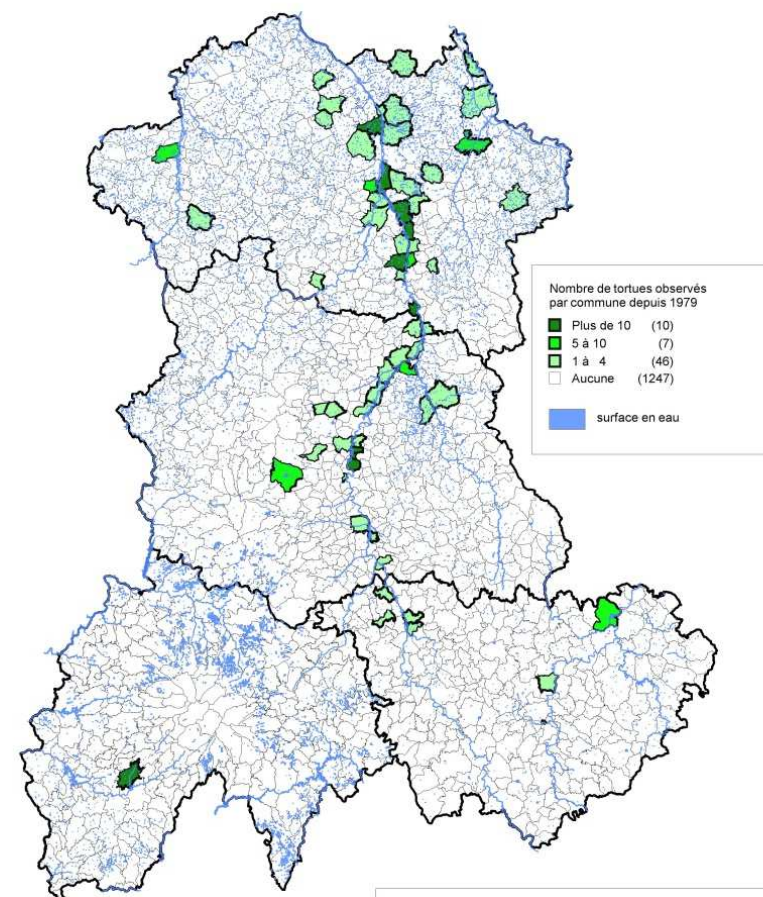 Nombre de tortues observés
par commune depuis 1979
Plus de 10 (10)
5 à 10 (7)
1 à 4 (46)
Aucune (1247)
surface en eau